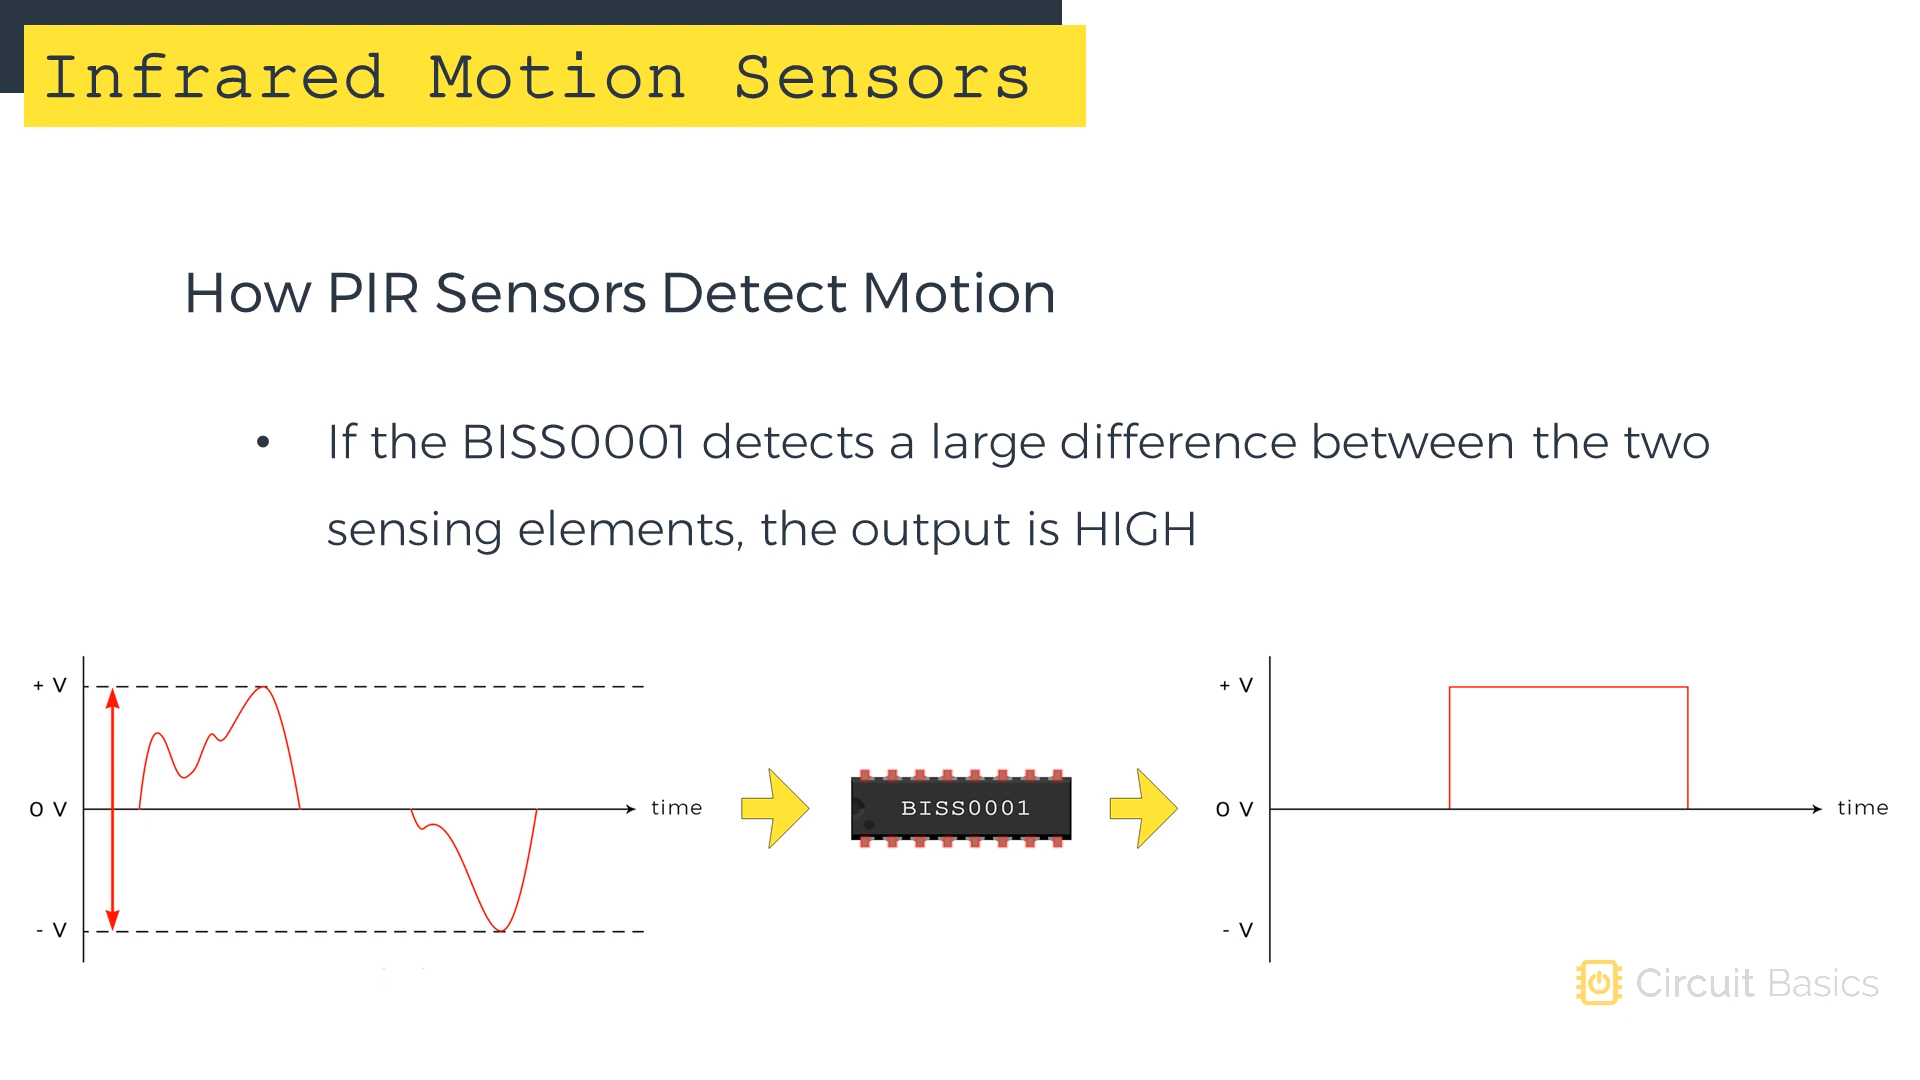 Infrared Motion Sensors
How PIR Sensors Detect Motion
• If the BISS0001 detects a large difference between the two
sensing elements, the output is HIGH
+ V
0 V
- V
time
BISS0001
+ V
0 V
- V
time
Circuit Basics